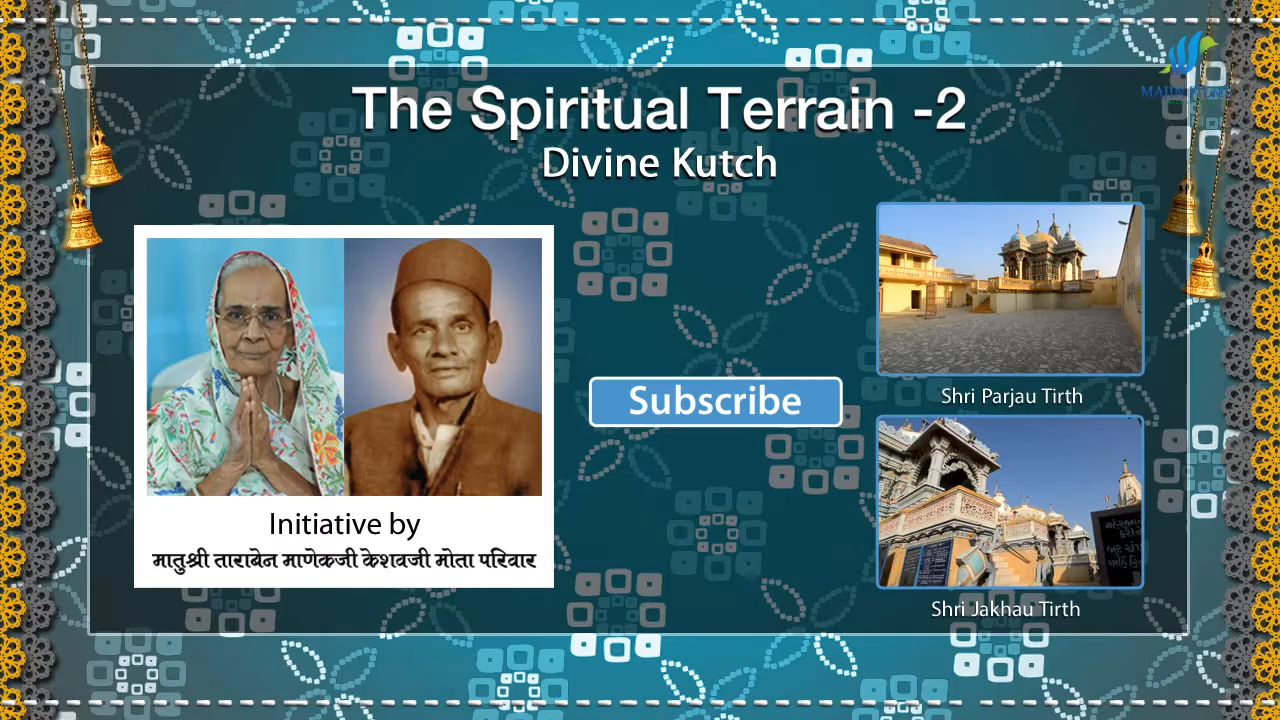 The Spiritual Terrain -2
Divine Kutch
Initiative by
मातुश्री ताराबेन माणेकजी केशवजी मोता परिवार
Subscribe
Shri Parjau Tirth
Shri Jakhau Tirth